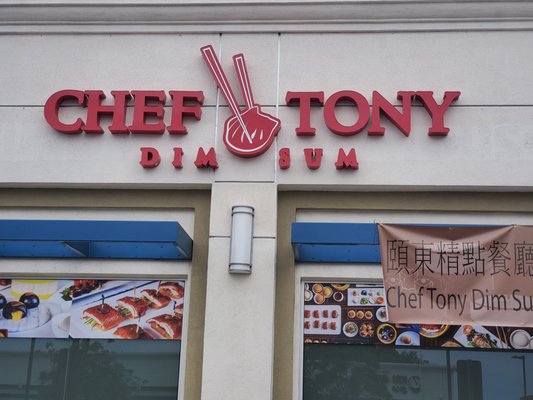 CHEF TONY
DIM SUM
頤東精點餐廳
Chef Tony Dim Su